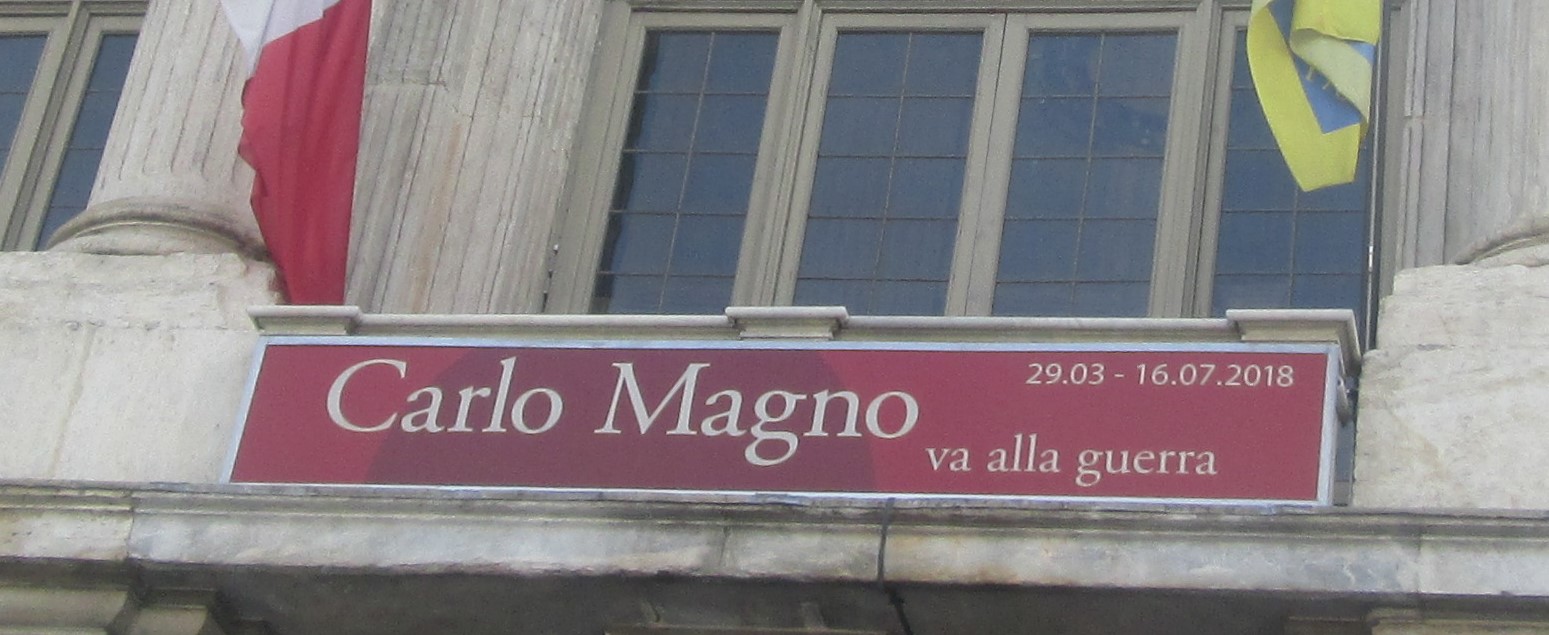 Carlo Magno
29.03 - 16.07.2018
va alla guerra